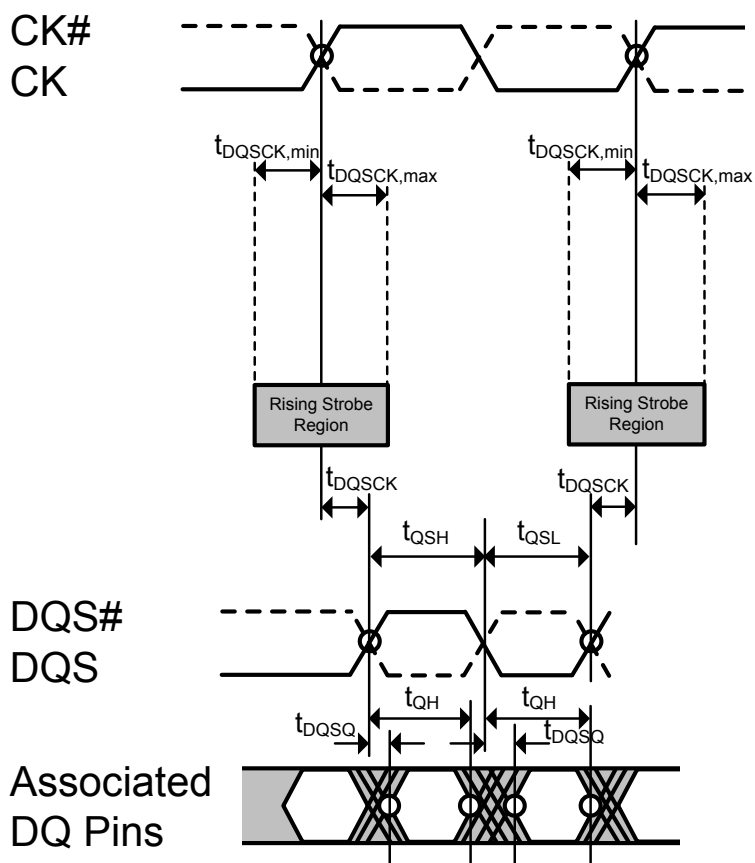 CK#
CK
tDQSCK,min
tDQSCK,max
tDQSCK,min
tDQSCK,max
Rising Strobe
Region
Rising Strobe
Region
tDQSCK
tDQSCK
tQSH
tQSL
DQS#
DQS
tQH
tQH
tDQSQ
tDQSQ
Associated
DQ Pins